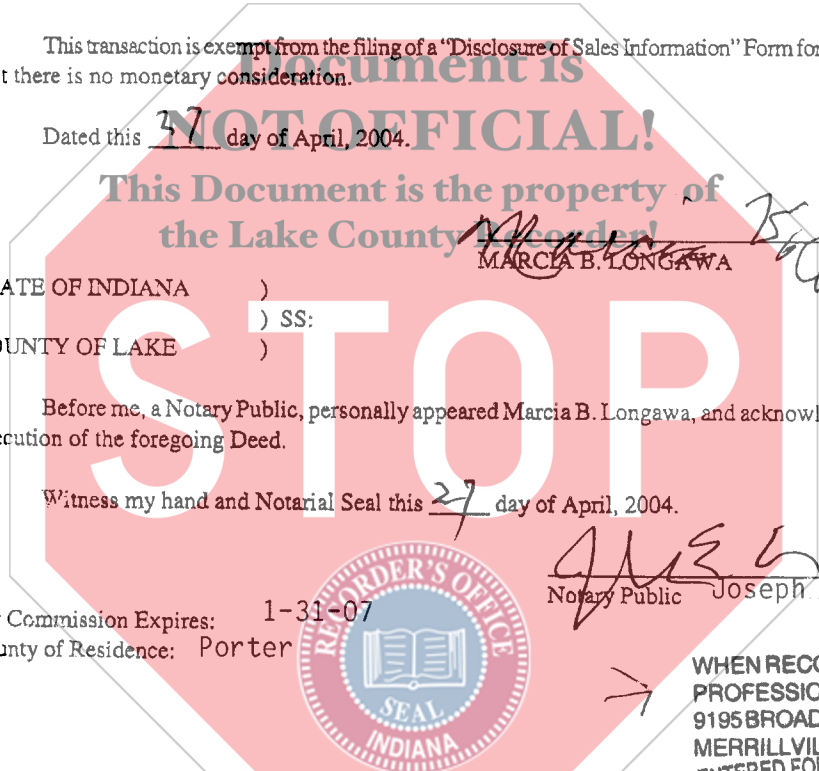 This transaction is exempt from the filing of a "Disclosure of Sales Information" Form for
t there is no monetary consideration.
Document is
NOT OFFICIAL!
This Document is the property of
the Lake County Recorder!
Dated this 27 day of April, 2004.
MARCIA B. LONGAWA
ATE OF INDIANA )
) SS:
OUNTY OF LAKE )
STOP
Before me, a Notary Public, personally appeared Marcia B. Longawa, and acknowl
cution of the foregoing Deed.
Witness my hand and Notarial Seal this 27 day of April, 2004.
Notary Public Joseph
Commission Expires: 1-31-07
unty of Residence: Porter
RECORDER'S OFFICE
SEAL
INDIANA
WHEN RECO
PROFESSIO
9195 BROAD
MERRILLVIL
ENTERED FOR